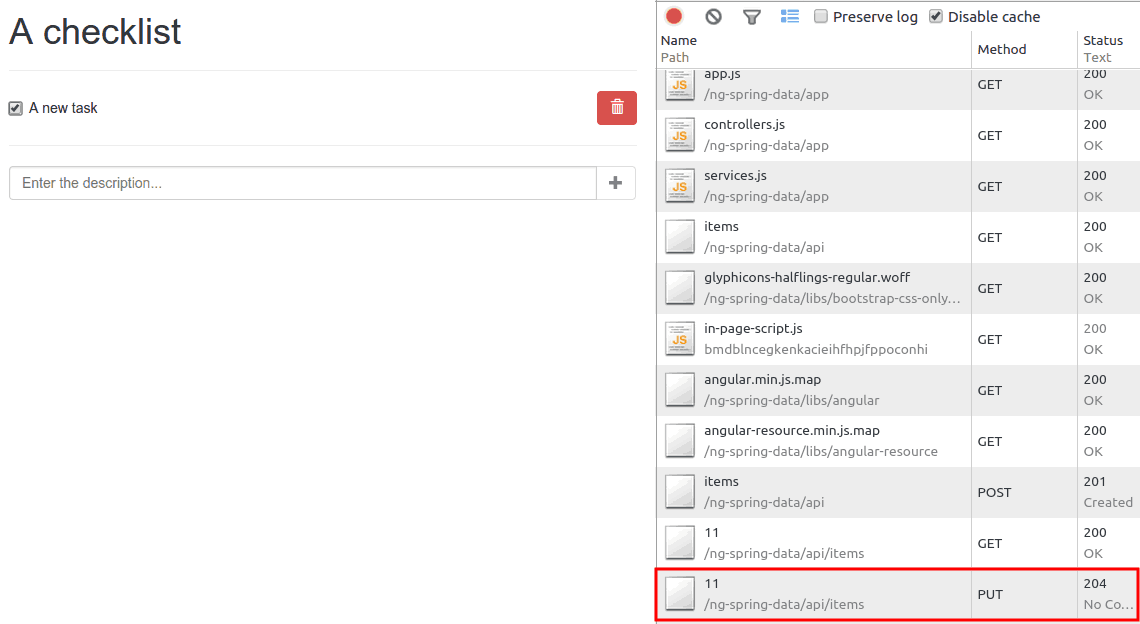 A checklist
A new task
Enter the description...
Preserve log
Disable cache
Name
Path
Method
Status
Text
app.js
/ng-spring-data/app
GET
200
OK
controllers.js
/ng-spring-data/app
GET
200
OK
services.js
/ng-spring-data/app
GET
200
OK
items
/ng-spring-data/api
GET
200
OK
glyphicons-halflings-regular.woff
/ng-spring-data/libs/bootstrap-css-only…
GET
200
OK
in-page-script.js
bmdblncegkenkacieihfhpjfppoconhi
GET
200
OK
angular.min.js.map
/ng-spring-data/libs/angular
GET
200
OK
angular-resource.min.js.map
/ng-spring-data/libs/angular-resource
GET
200
OK
items
/ng-spring-data/api
POST
201
Created
11
/ng-spring-data/api/items
GET
200
OK
11
/ng-spring-data/api/items
PUT
204
No Co…